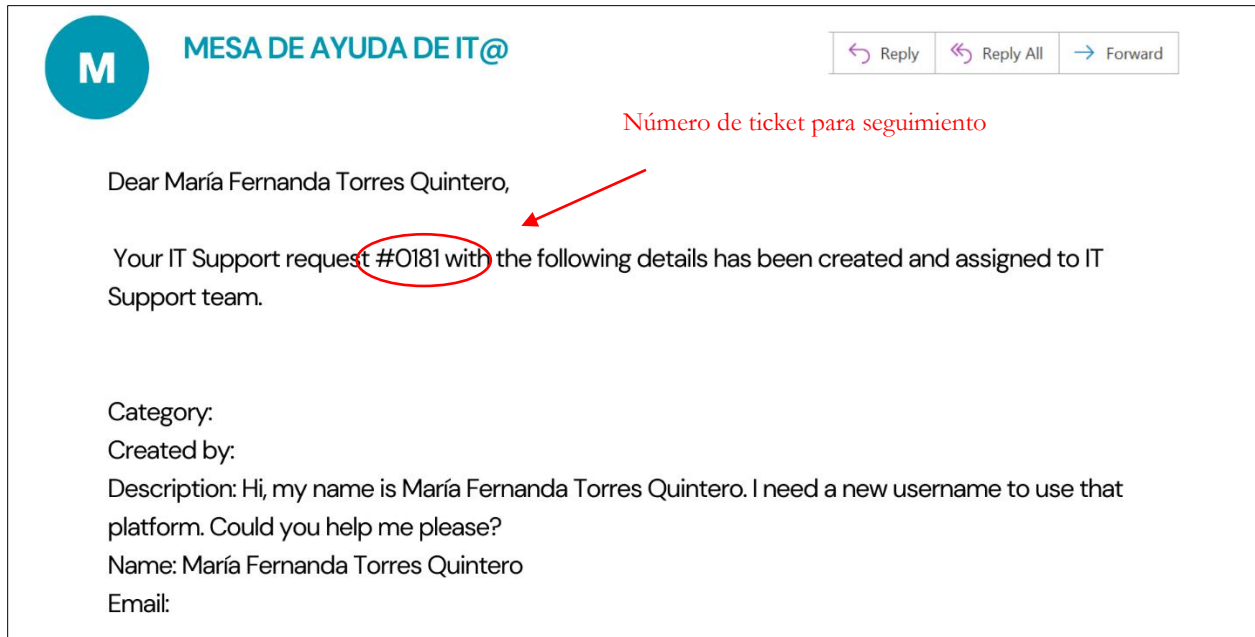 M
MESA DE AYUDA DE IT@
Reply
Reply All
Forward
Número de ticket para seguimiento
Dear María Fernanda Torres Quintero,
Your IT Support request #0181 with the following details has been created and assigned to IT
Support team.
Category:
Created by:
Description: Hi, my name is María Fernanda Torres Quintero. I need a new username to use that
platform. Could you help me please?
Name: María Fernanda Torres Quintero
Email: